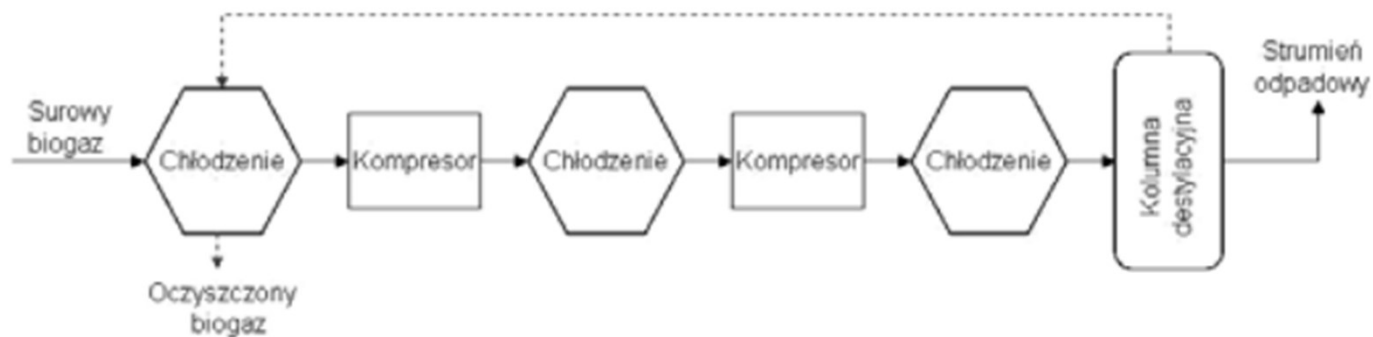 Strumień
odpadowy
Surowy
biogaz
Chłodzenie
Kompresor
Chłodzenie
Kompresor
Chłodzenie
Kolumna
destylacyjna
Oczyszczony
biogaz